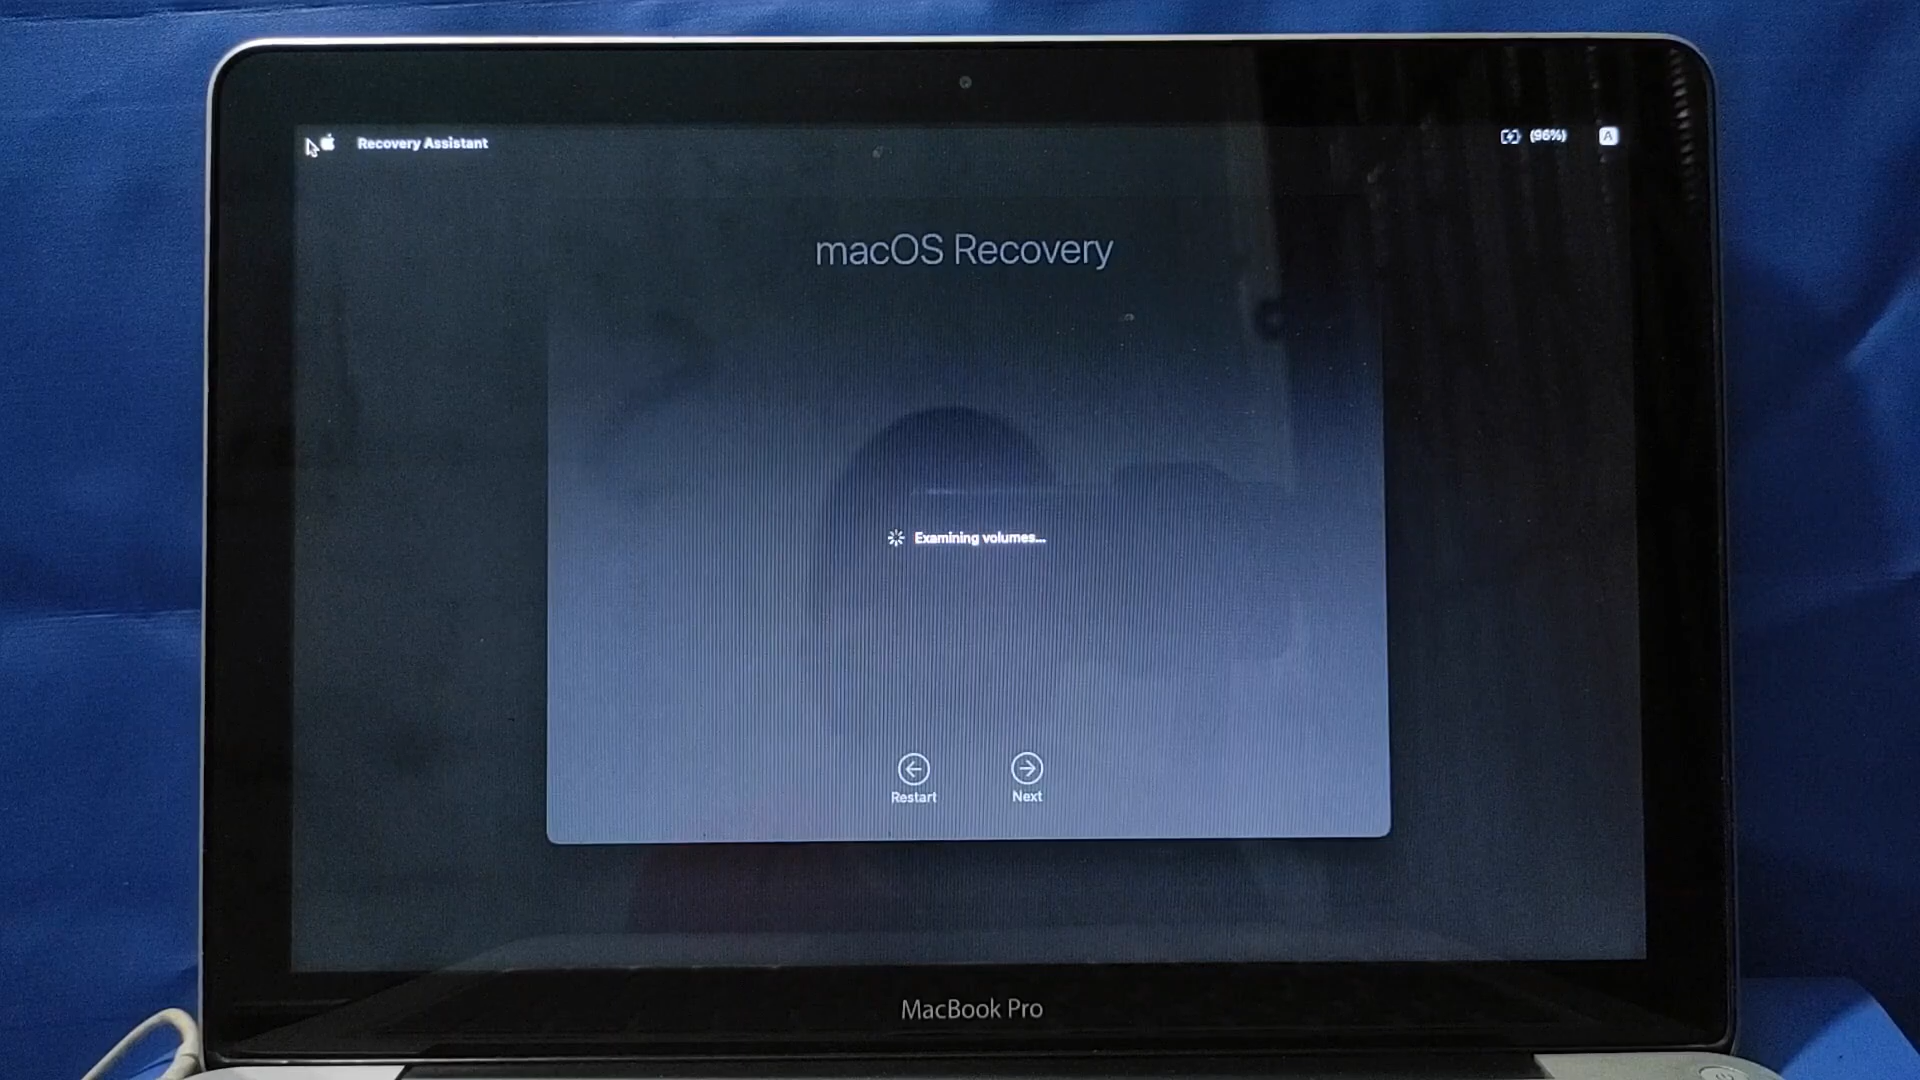 Recovery Assistant
(96%)
A
macOS Recovery
Examining volumes...
Restart
Next
MacBook Pro